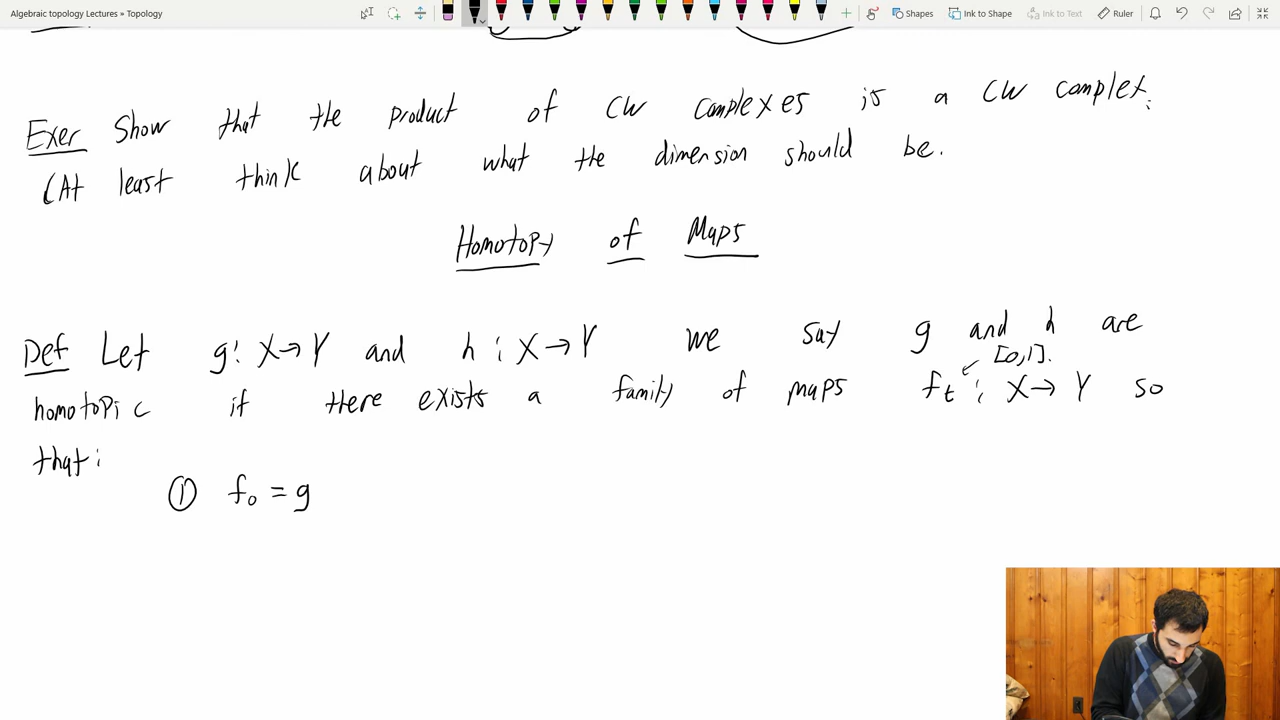 Algebraic topology Lectures » Topology
Shapes Ink to Shape Ink to Text Ruler
Exer Show that the product of CW complexes is a CW complex.
(At least think about what the dimension should be.
Homotopy of Maps
Def Let g: X→Y and h: X→Y we say g and h are
[0,1].
homotopic if there exists a family of maps f_t : X→Y so
that:
① f_0 = g